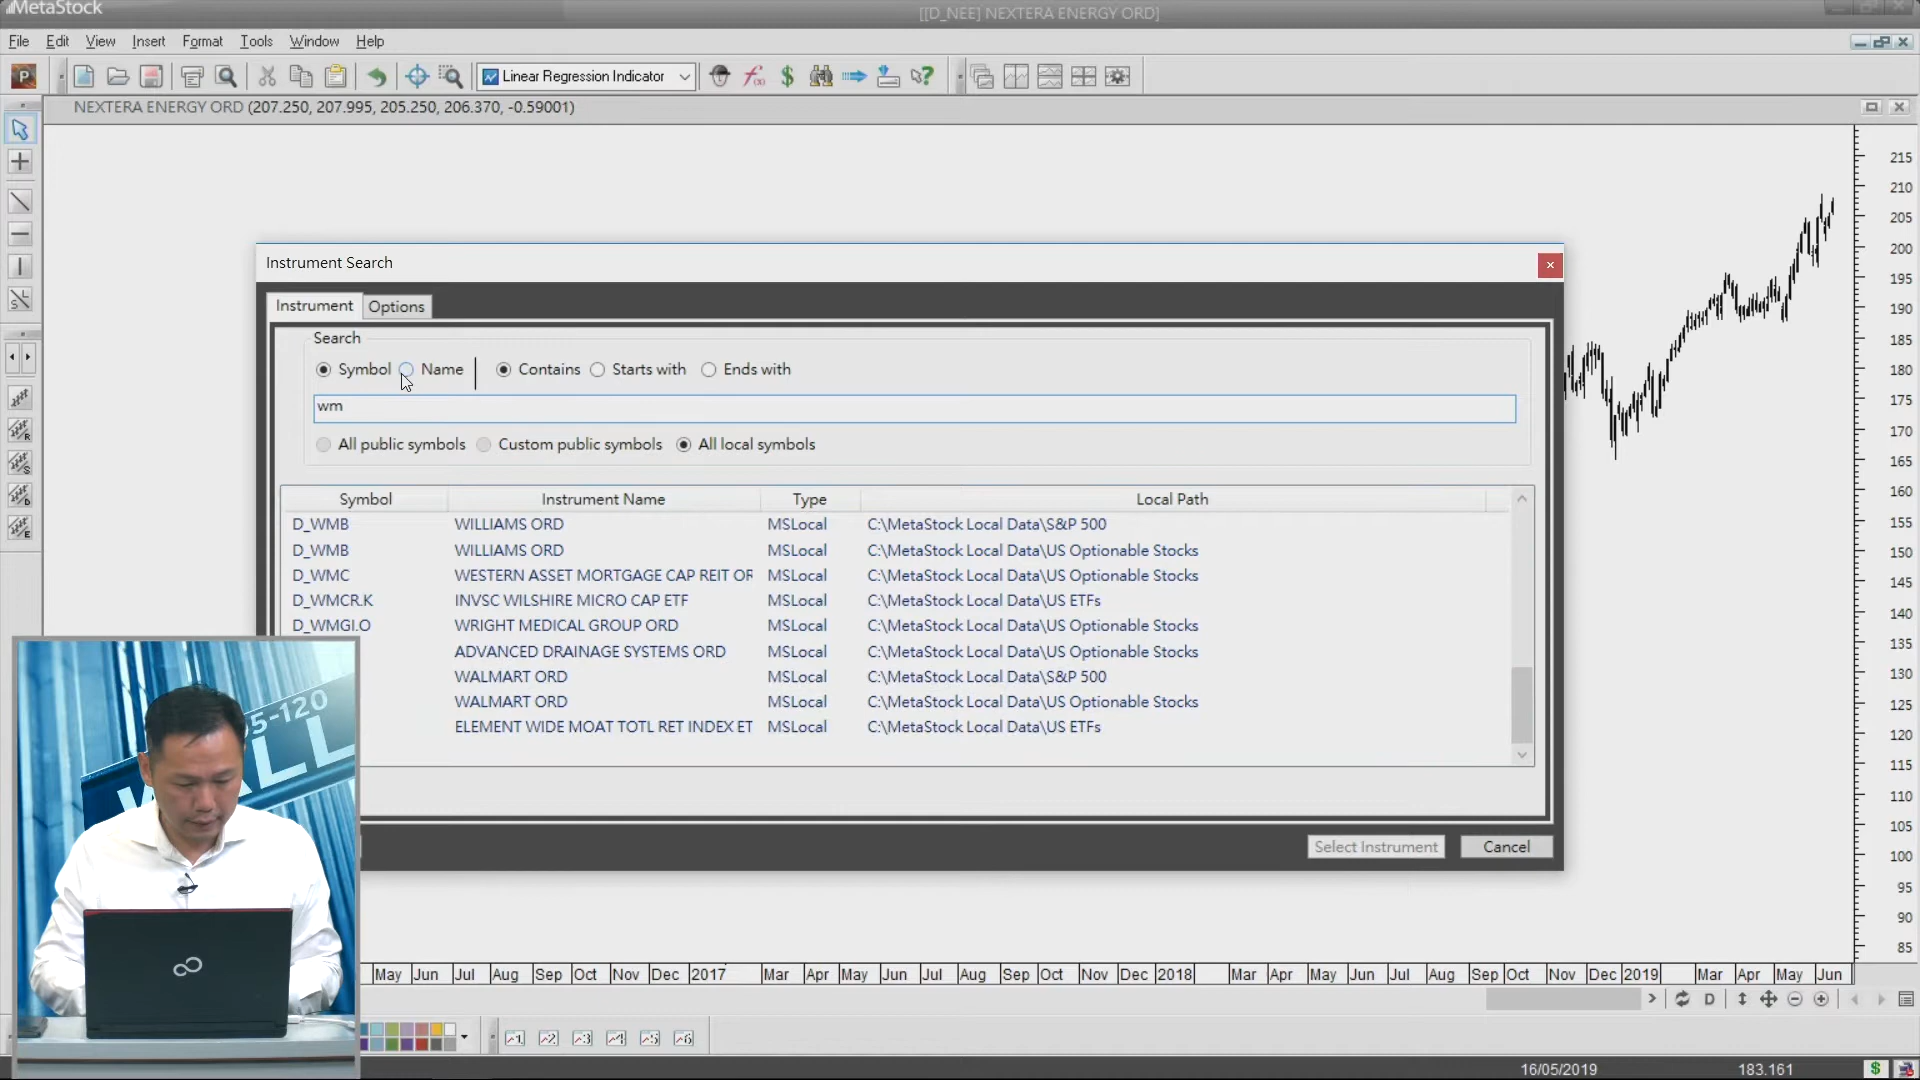 MetaStock
[[D_NEE] NEXTERA ENERGY ORD]
File Edit View Insert Format Tools Window Help
Linear Regression Indicator
NEXTERA ENERGY ORD (207.250, 207.995, 205.250, 206.370, -0.59001)
Instrument Search
Instrument Options
Search
Symbol Name Contains Starts with Ends with
wm
All public symbols Custom public symbols All local symbols
Symbol Instrument Name Type Local Path
D_WMB WILLIAMS ORD MSLocal C:\MetaStock Local Data\S&P 500
D_WMB WILLIAMS ORD MSLocal C:\MetaStock Local Data\US Optionable Stocks
D_WMC WESTERN ASSET MORTGAGE CAP REIT OR MSLocal C:\MetaStock Local Data\US Optionable Stocks
D_WMCR.K INVSC WILSHIRE MICRO CAP ETF MSLocal C:\MetaStock Local Data\US ETFs
D_WMGI.O WRIGHT MEDICAL GROUP ORD MSLocal C:\MetaStock Local Data\US Optionable Stocks
ADVANCED DRAINAGE SYSTEMS ORD MSLocal C:\MetaStock Local Data\US Optionable Stocks
WALMART ORD MSLocal C:\MetaStock Local Data\S&P 500
WALMART ORD MSLocal C:\MetaStock Local Data\US Optionable Stocks
ELEMENT WIDE MOAT TOTL RET INDEX ET MSLocal C:\MetaStock Local Data\US ETFs
Select Instrument Cancel
215
210
205
200
195
190
185
180
175
170
165
160
155
150
145
140
135
130
125
120
115
110
105
100
95
90
85
5-120
WALL
May Jun Jul Aug Sep Oct Nov Dec 2017 Mar Apr May Jun Jul Aug Sep Oct Nov Dec 2018 Mar Apr May Jun Jul Aug Sep Oct Nov Dec 2019 Mar Apr May Jun
D
16/05/2019 183.161